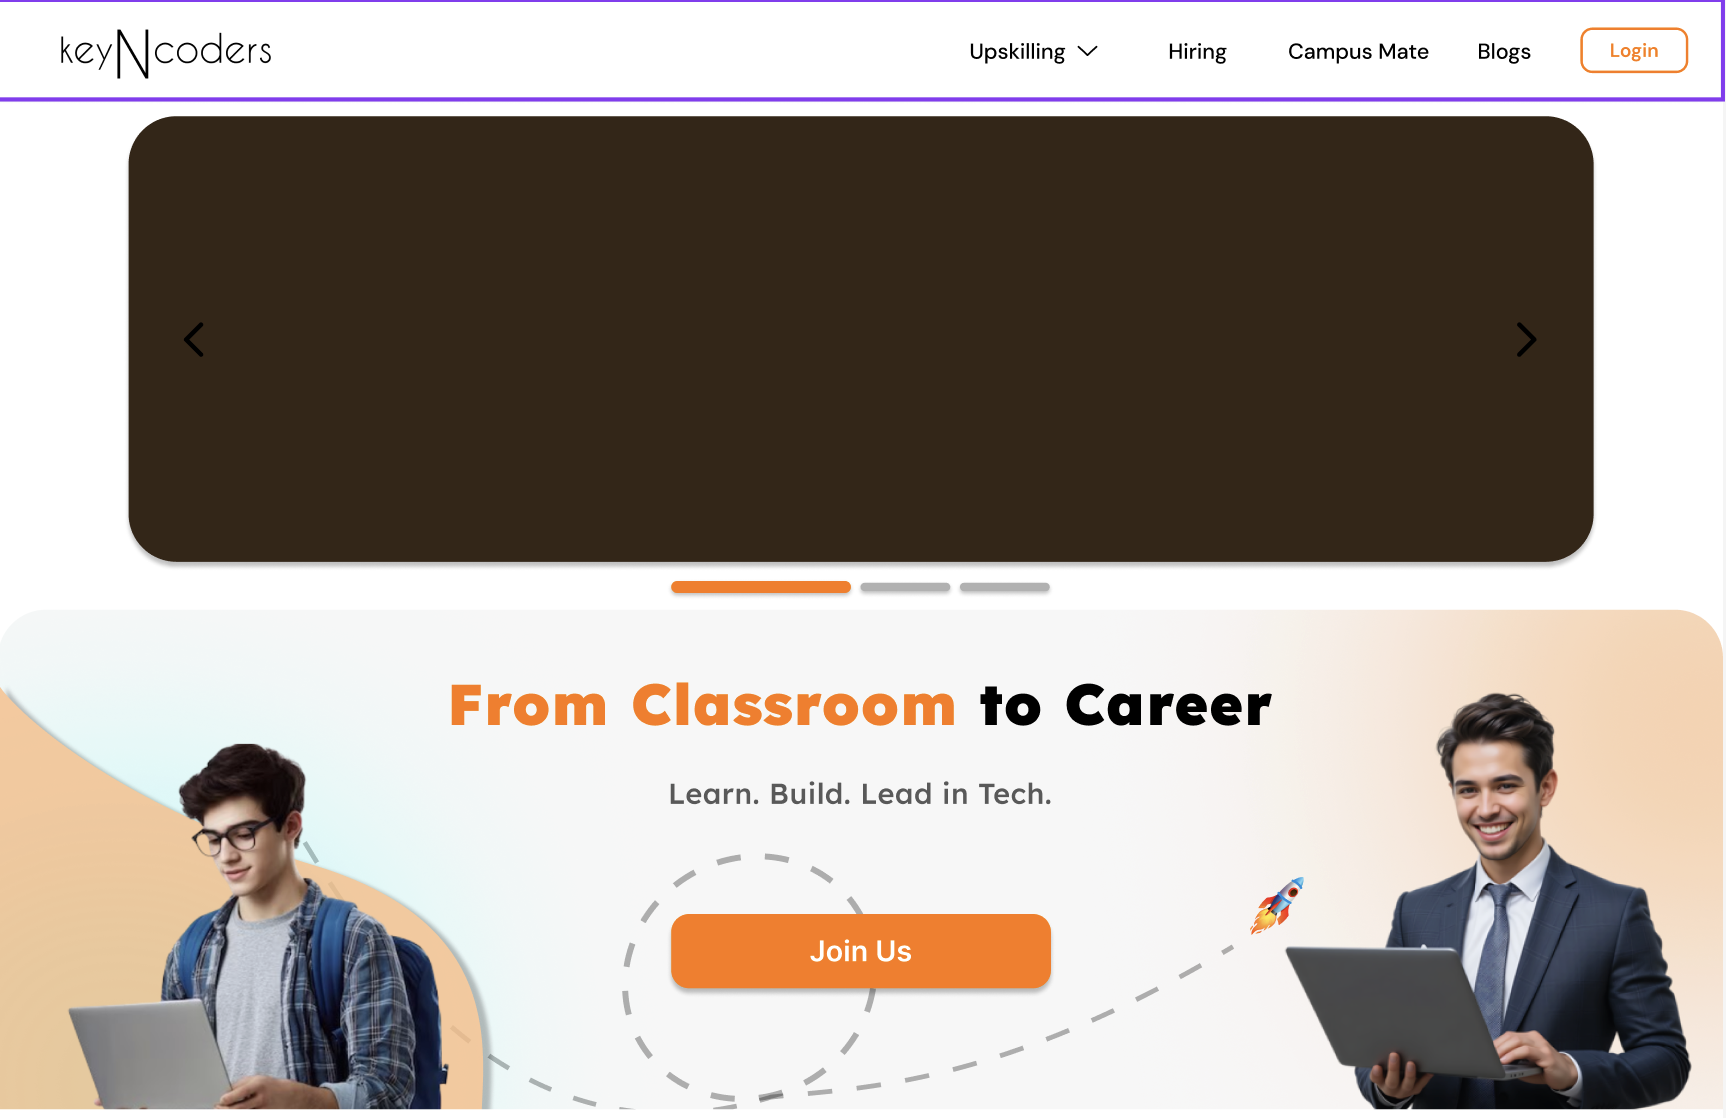 keyNcoders
Upskilling
Hiring
Campus Mate
Blogs
Login
From Classroom to Career
Learn. Build. Lead in Tech.
Join Us